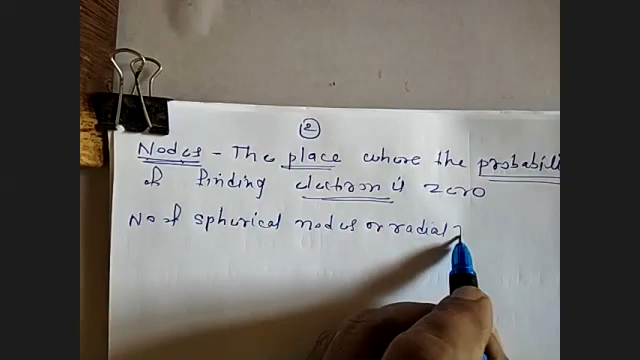 ②
Nodes - The place where the probabili
of finding electron is zero
No of spherical nodes or radial